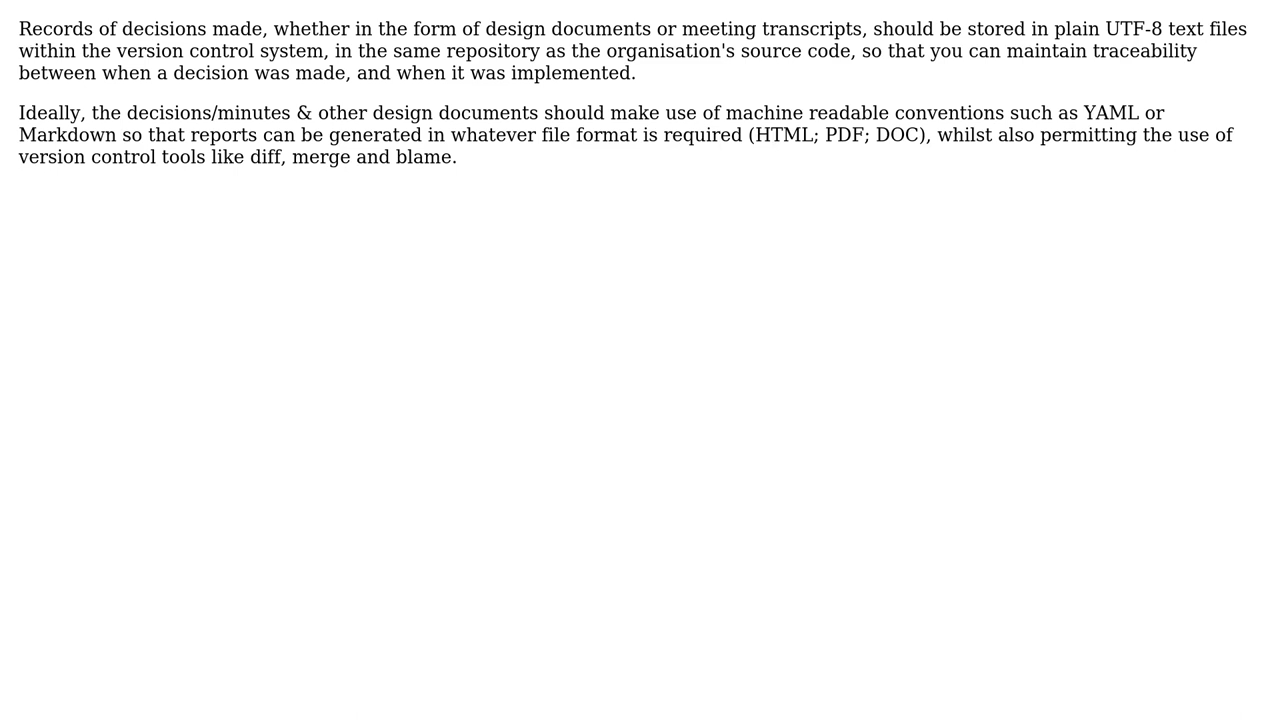 Records of decisions made, whether in the form of design documents or meeting transcripts, should be stored in plain UTF-8 text files
within the version control system, in the same repository as the organisation's source code, so that you can maintain traceability
between when a decision was made, and when it was implemented.
Ideally, the decisions/minutes & other design documents should make use of machine readable conventions such as YAML or
Markdown so that reports can be generated in whatever file format is required (HTML; PDF; DOC), whilst also permitting the use of
version control tools like diff, merge and blame.